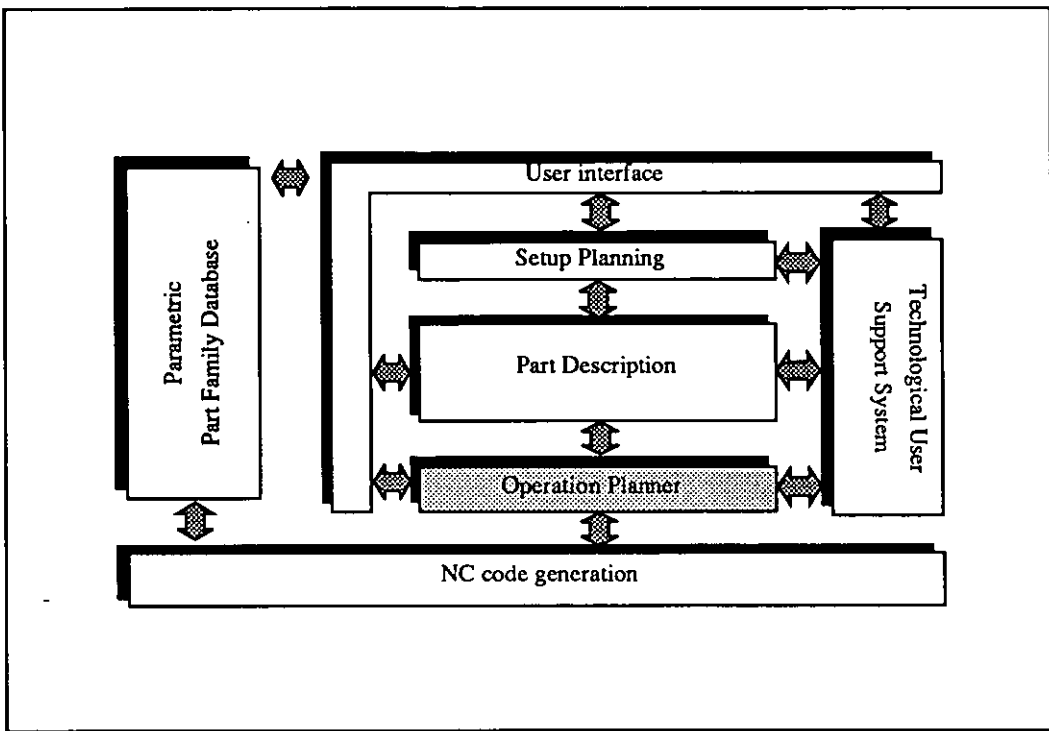 User interface
Parametric
Part Family Database
Setup Planning
Part Description
Operation Planner
Technological User
Support System
NC code generation